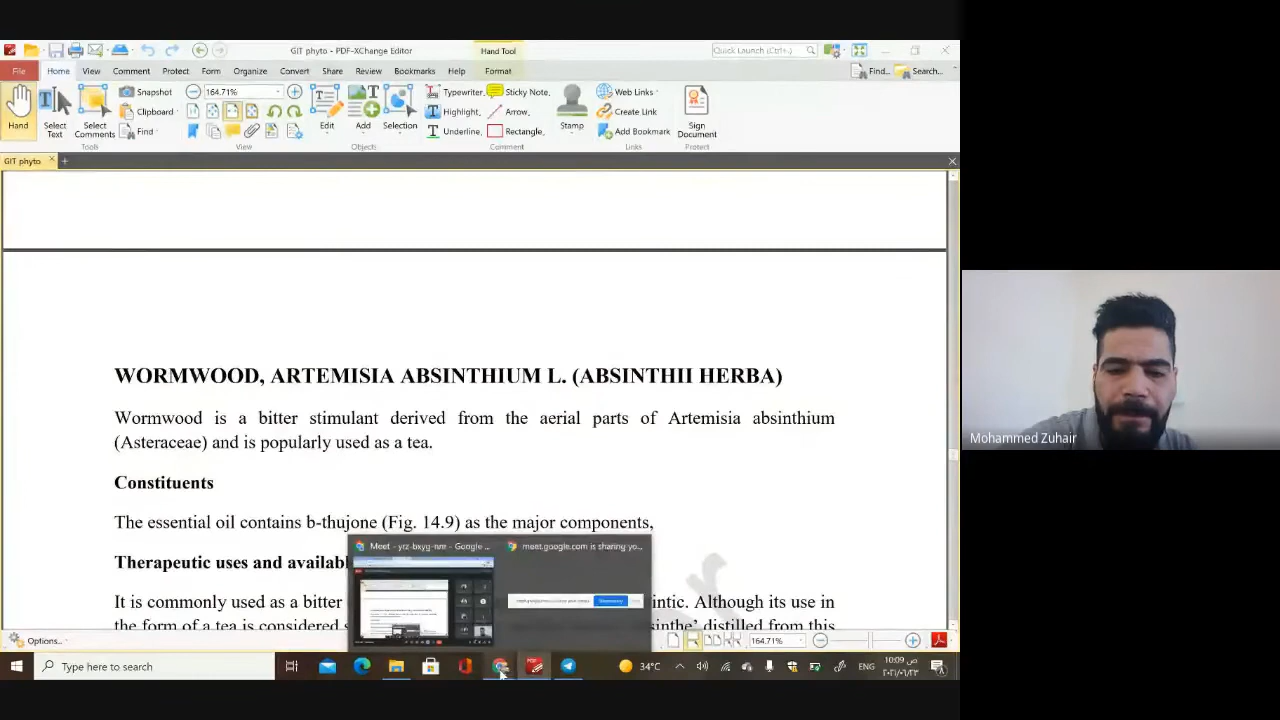 GIT phyto - PDF-XChange Editor
Hand Tool
Quick Launch (Ctrl+.)
File Home View Comment Protect Form Organize Convert Share Review Bookmarks Help Format
Find... Search...
Hand
Select Text
Select Comments
Snapshot
Clipboard
Find
Tools
164.71%
View
Edit
Add
Selection
Objects
Typewriter
Highlight
Underline
Sticky Note
Arrow
Rectangle
Stamp
Comment
Web Links
Create Link
Add Bookmark
Links
Sign Document
Protect
GIT phyto
WORMWOOD, ARTEMISIA ABSINTHIUM L. (ABSINTHII HERBA)
Wormwood is a bitter stimulant derived from the aerial parts of Artemisia absinthium
(Asteraceae) and is popularly used as a tea.
Constituents
The essential oil contains b-thujone (Fig. 14.9) as the major components,
Meet - yrz-bxyg-nm - Google ...
meet.google.com is sharing yo...
Therapeutic uses and availab
It is commonly used as a bitter intic. Although its use in
the form of a tea is considered s sinthe' distilled from this
Options...
164.71%
Type here to search
34°C
ENG
10:09 ص
٢٠٢١/٠٦/٢٣
Mohammed Zuhair